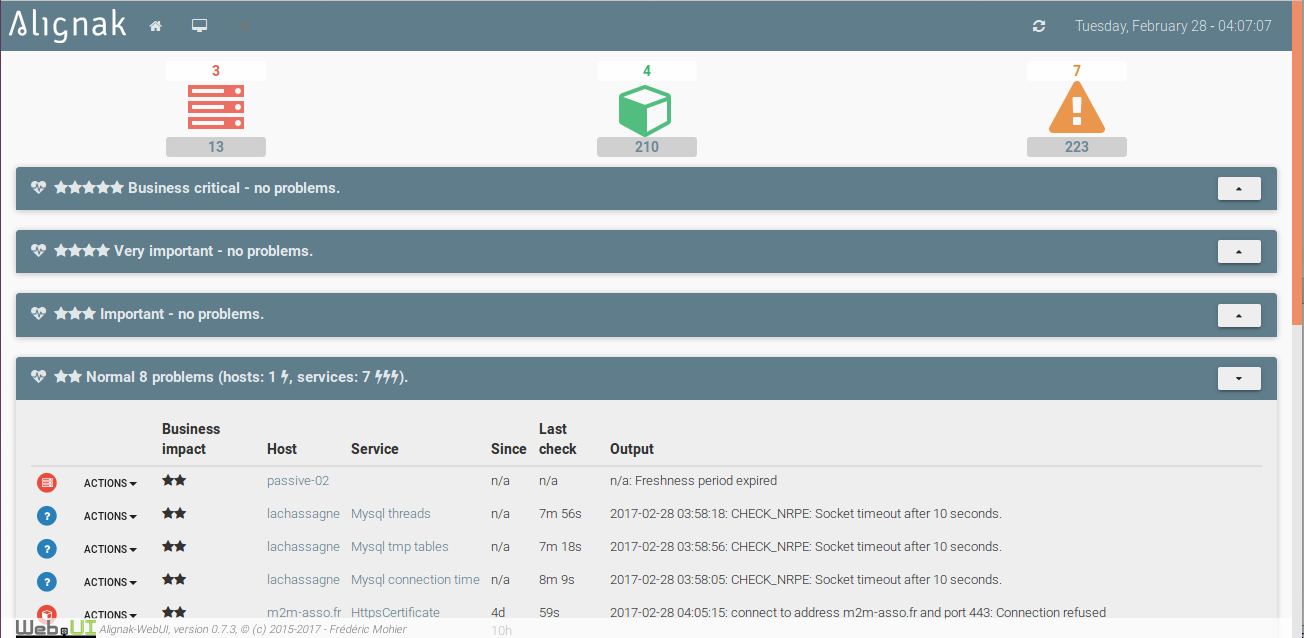 Alignak
Tuesday, February 28 - 04:07:07
3
13
4
210
7
223
Business critical - no problems.
Very important - no problems.
Important - no problems.
Normal 8 problems (hosts: 1 , services: 7 ).
Business impact Host Service Since Last check Output
ACTIONS passive-02 n/a n/a n/a: Freshness period expired
? ACTIONS lachassagne Mysql threads n/a 7m 56s 2017-02-28 03:58:18: CHECK_NRPE: Socket timeout after 10 seconds.
? ACTIONS lachassagne Mysql tmp tables n/a 7m 18s 2017-02-28 03:58:56: CHECK_NRPE: Socket timeout after 10 seconds.
? ACTIONS lachassagne Mysql connection time n/a 8m 9s 2017-02-28 03:58:05: CHECK_NRPE: Socket timeout after 10 seconds.
ACTIONS m2m-asso.fr HttpsCertificate 4d 10h 59s 2017-02-28 04:05:15: connect to address m2m-asso.fr and port 443: Connection refused
Web UI Alignak-WebUI, version 0.7.3, © (c) 2015-2017 - Frédéric Mohier